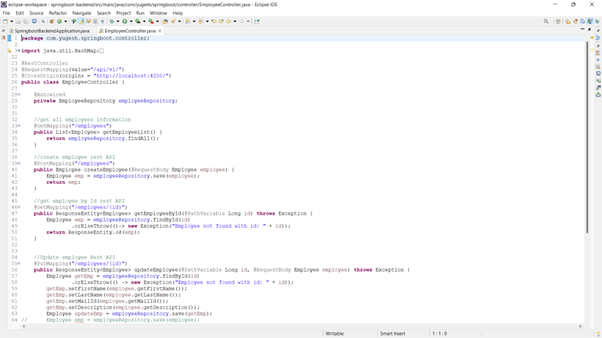 eclipse-workspace - springboot-backend/src/main/java/com/yugesh/springboot/controller/EmployeeController.java - Eclipse IDE
File Edit Source Refactor Navigate Search Project Run Window Help
SpringbootBackendApplication.java EmployeeController.java
1 package com.yugesh.springboot.controller;
2
3 import java.util.HashMap;
22
23 @RestController
24 @RequestMapping(value="/api/v1/")
25 @CrossOrigin(origins = "http://localhost:4200/")
26 public class EmployeeController {
27
28 @Autowired
29 private EmployeeRepository employeeRepository;
30
31
32 //get all employees information
33 @GetMapping("/employees")
34 public List<Employee> getEmployeeList() {
35 return employeeRepository.findAll();
36 }
37
38 //create employee rest API
39 @PostMapping("/employees")
40 public Employee createEmployee(@RequestBody Employee employee) {
41 Employee emp = employeeRepository.save(employee);
42 return emp;
43 }
44
45 //get employee by Id rest API
46 @GetMapping("/employees/{id}")
47 public ResponseEntity<Employee> getEmployeeById(@PathVariable Long id) throws Exception {
48 Employee emp = employeeRepository.findById(id)
49 .orElseThrow(()-> new Exception("Employee not found with id: " + id));
50 return ResponseEntity.ok(emp);
51 }
52
53
54 //Update employee Rest API
55 @PutMapping("/employees/{id}")
56 public ResponseEntity<Employee> updateEmployee(@PathVariable Long id, @RequestBody Employee employee) throws Exception {
57 Employee getEmp = employeeRepository.findById(id)
58 .orElseThrow(() -> new Exception("Employee not found with id: " + id));
59 getEmp.setFirstName(employee.getFirstName());
60 getEmp.setLastName(employee.getLastName());
61 getEmp.setMailId(employee.getMailId());
62 getEmp.setDescription(employee.getDescription());
63 Employee updateEmp = employeeRepository.save(getEmp);
64 // Employee emp = employeeRepository.save(employee);
Writable Smart Insert 1 : 1 : 0